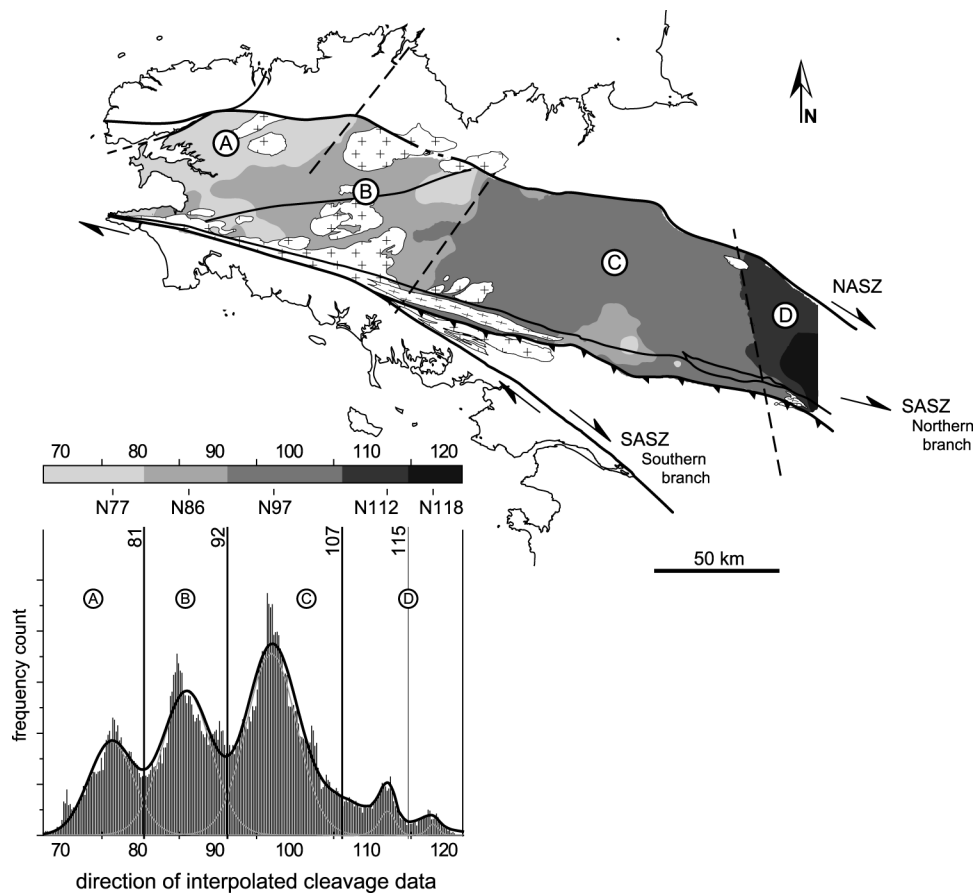 N
A
B
C
D
NASZ
SASZ
Northern
branch
SASZ
Southern
branch
50 km
70 80 90 100 110 120
N77 N86 N97 N112 N118
81 92 107 115
A B C D
frequency count
70 80 90 100 110 120
direction of interpolated cleavage data